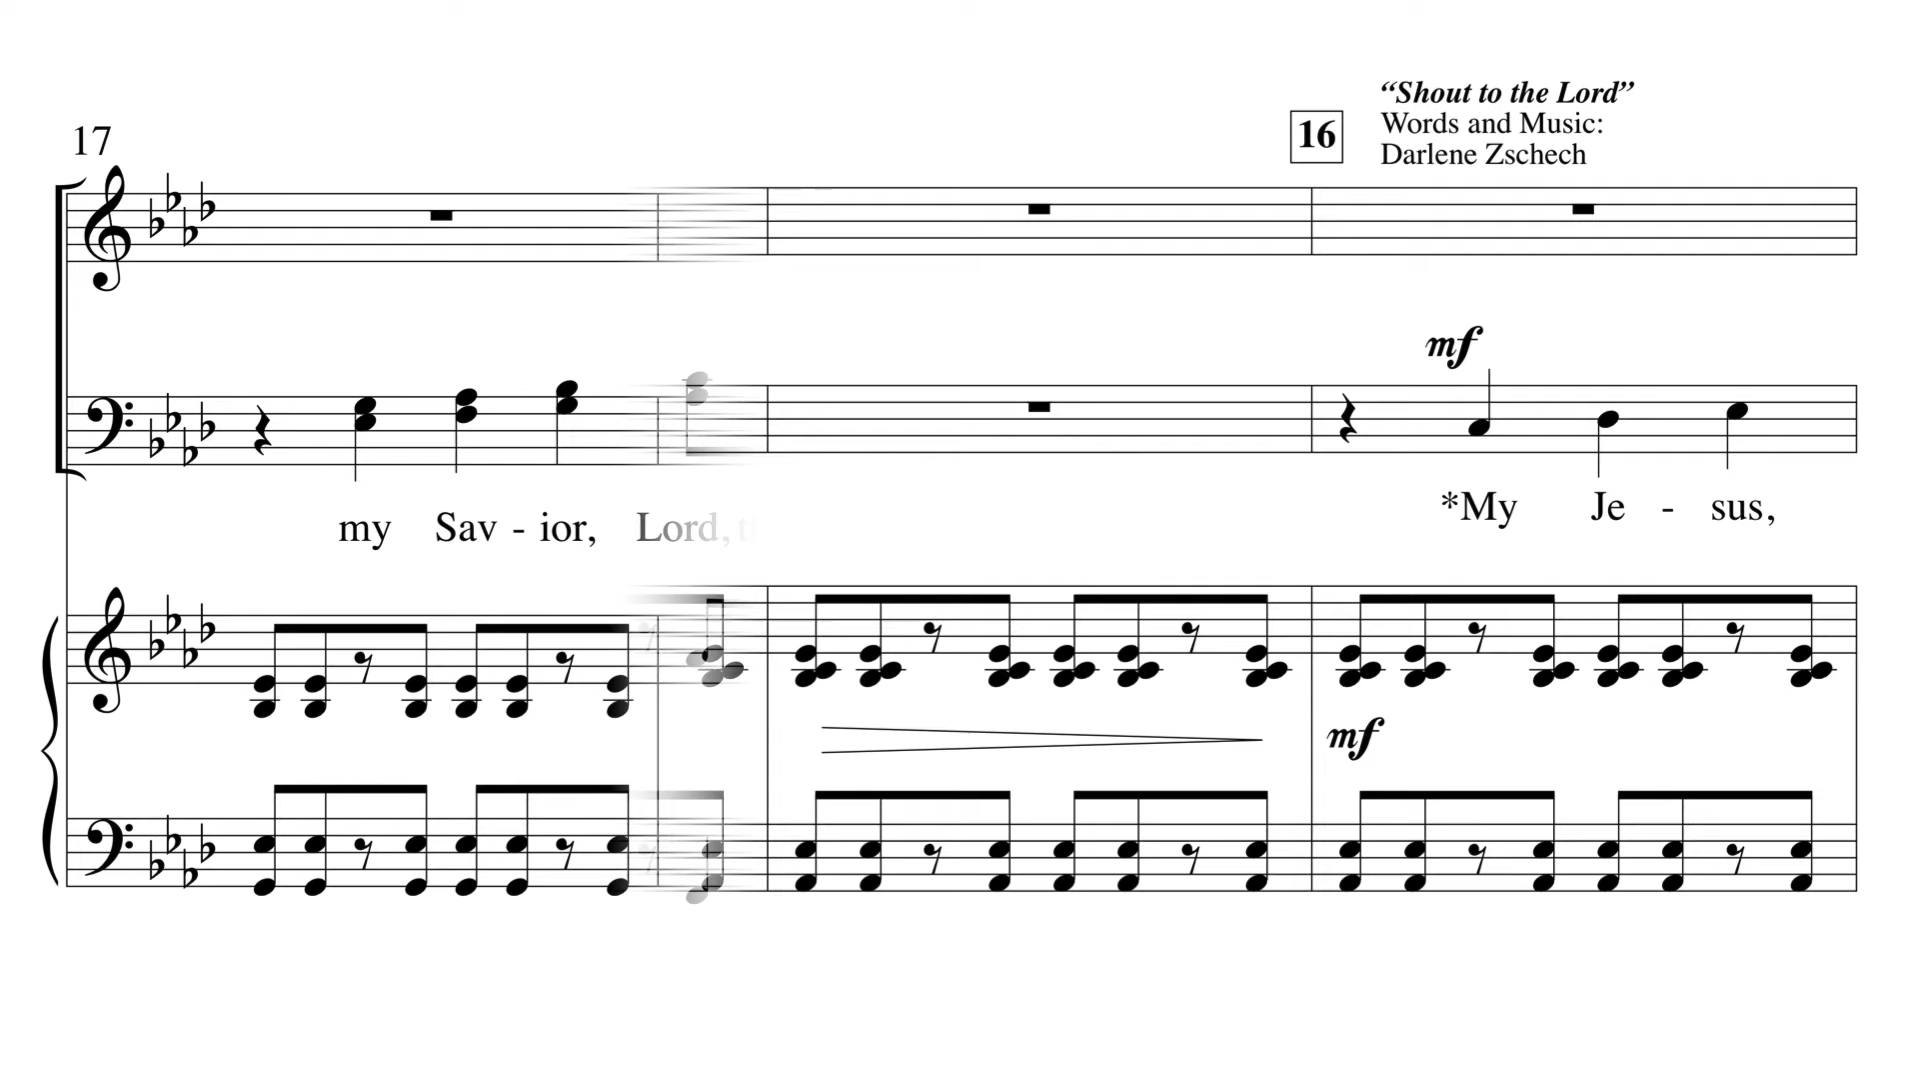 “Shout to the Lord”
17
16
Words and Music:
Darlene Zschech
mf
*My Je - sus,
my Sav - ior, Lord,
mf